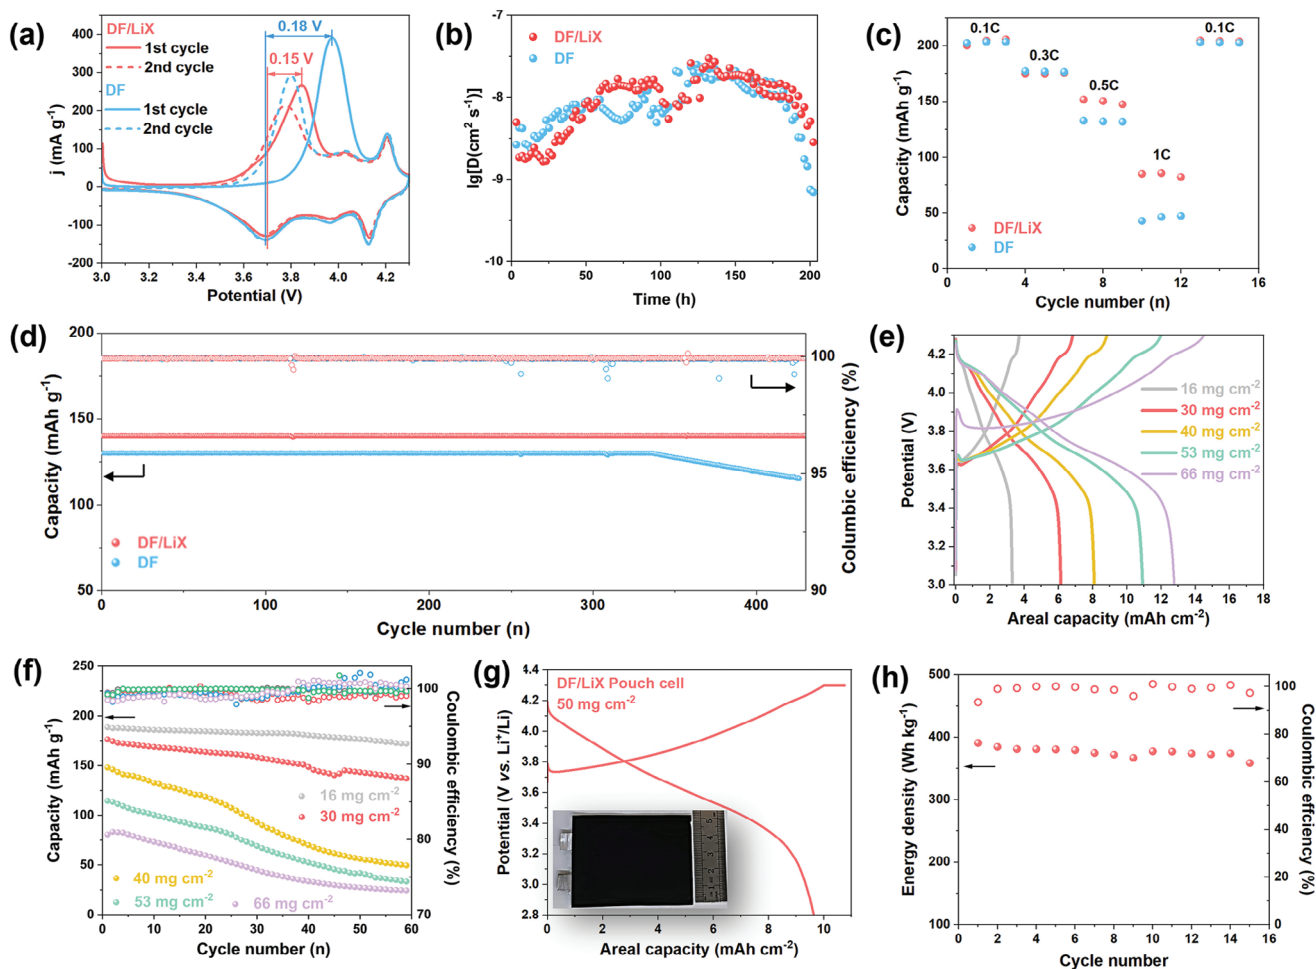 (a)
DF/LiX
1st cycle
2nd cycle
DF
1st cycle
2nd cycle
0.18 V
0.15 V
400
300
200
100
0
-100
-200
j (mA g⁻¹)
3.0 3.2 3.4 3.6 3.8 4.0 4.2
Potential (V)
(b)
DF/LiX
DF
-7
-8
-9
-10
lg[D(cm² s⁻¹)]
0 50 100 150 200
Time (h)
(c)
0.1C
0.3C
0.5C
1C
0.1C
DF/LiX
DF
200
150
100
50
0
Capacity (mAh g⁻¹)
0 4 8 12 16
Cycle number (n)
(d)
200
150
100
50
Capacity (mAh g⁻¹)
100
95
90
Columbic efficiency (%)
DF/LiX
DF
0 100 200 300 400
Cycle number (n)
(e)
4.2
4.0
3.8
3.6
3.4
3.2
3.0
Potential (V)
16 mg cm⁻²
30 mg cm⁻²
40 mg cm⁻²
53 mg cm⁻²
66 mg cm⁻²
0 2 4 6 8 10 12 14 16 18
Areal capacity (mAh cm⁻²)
(f)
250
200
150
100
50
0
Capacity (mAh g⁻¹)
100
90
80
70
Coulombic efficiency (%)
16 mg cm⁻²
30 mg cm⁻²
40 mg cm⁻²
53 mg cm⁻²
66 mg cm⁻²
0 10 20 30 40 50 60
Cycle number (n)
(g)
DF/LiX Pouch cell
50 mg cm⁻²
4.4
4.2
4.0
3.8
3.6
3.4
3.2
3.0
2.8
Potential (V vs. Li⁺/Li)
0 2 4 6 8 10
Areal capacity (mAh cm⁻²)
(h)
500
400
300
200
100
Energy density (Wh kg⁻¹)
100
80
60
40
20
0
Coulombic effciency (%)
0 2 4 6 8 10 12 14 16
Cycle number